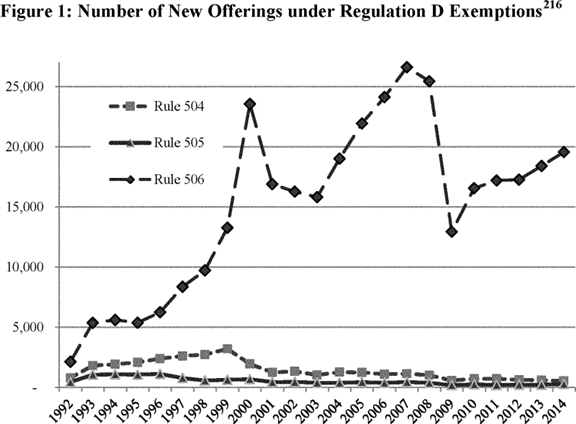 Figure 1: Number of New Offerings under Regulation D Exemptions216
25,000
20,000
15,000
10,000
5,000
-
Rule 504
Rule 505
Rule 506
1992 1993 1994 1995 1996 1997 1998 1999 2000 2001 2002 2003 2004 2005 2006 2007 2008 2009 2010 2011 2012 2013 2014